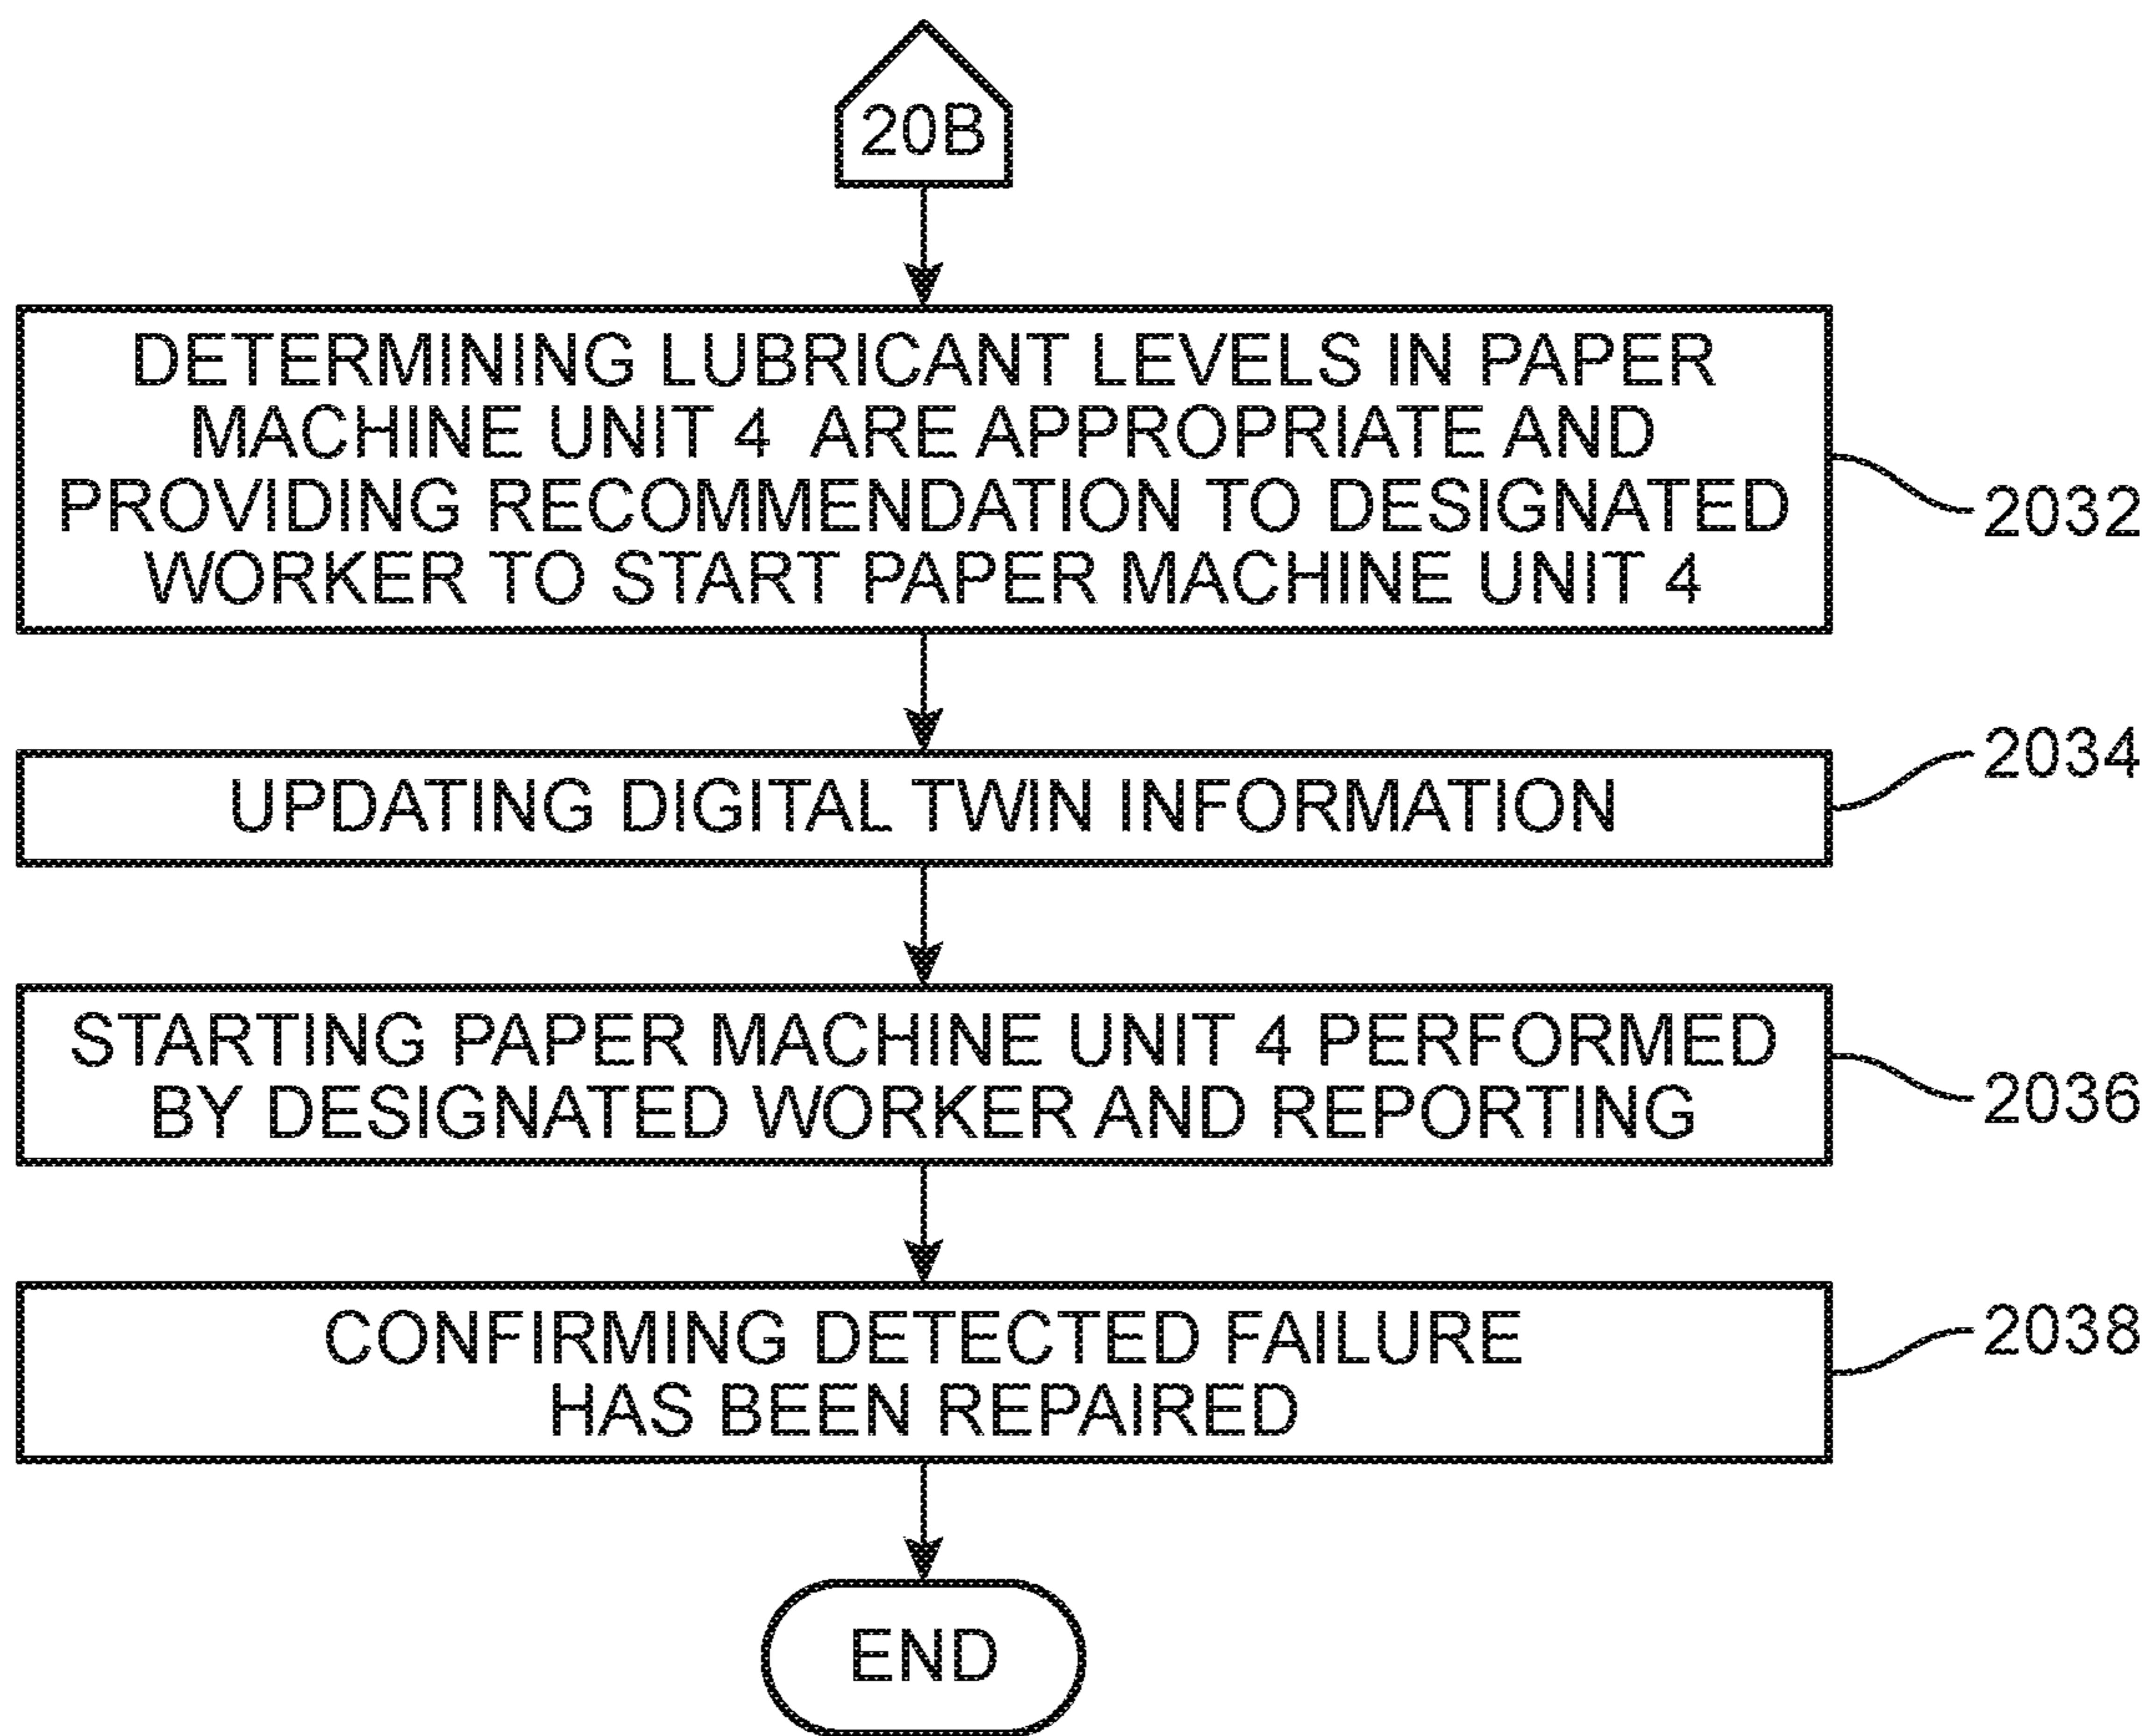 20B
DETERMINING LUBRICANT LEVELS IN PAPER
MACHINE UNIT 4 ARE APPROPRIATE AND
PROVIDING RECOMMENDATION TO DESIGNATED
WORKER TO START PAPER MACHINE UNIT 4
2032
UPDATING DIGITAL TWIN INFORMATION
2034
STARTING PAPER MACHINE UNIT 4 PERFORMED
BY DESIGNATED WORKER AND REPORTING
2036
CONFIRMING DETECTED FAILURE
HAS BEEN REPAIRED
2038
END